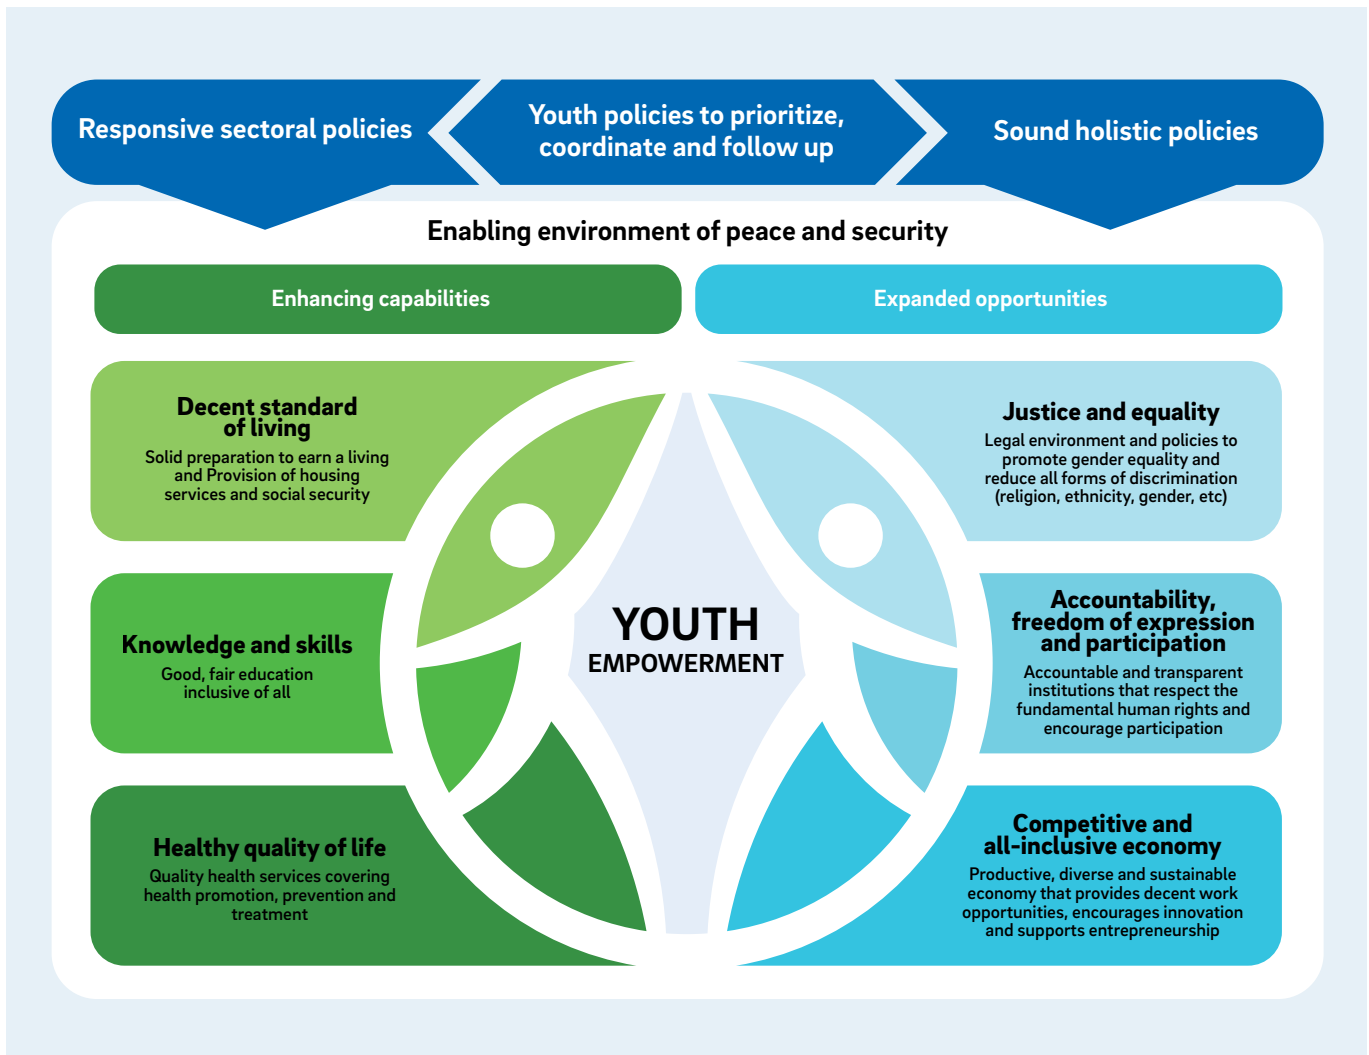 Responsive sectoral policies
Youth policies to prioritize,
coordinate and follow up
Sound holistic policies
Enabling environment of peace and security
Enhancing capabilities
Expanded opportunities
Decent standard
of living
Solid preparation to earn a living
and Provision of housing
services and social security
Knowledge and skills
Good, fair education
inclusive of all
Healthy quality of life
Quality health services covering
health promotion, prevention and
treatment
YOUTH
EMPOWERMENT
Justice and equality
Legal environment and policies to
promote gender equality and
reduce all forms of discrimination
(religion, ethnicity, gender, etc)
Accountability,
freedom of expression
and participation
Accountable and transparent
institutions that respect the
fundamental human rights and
encourage participation
Competitive and
all-inclusive economy
Productive, diverse and sustainable
economy that provides decent work
opportunities, encourages innovation
and supports entrepreneurship